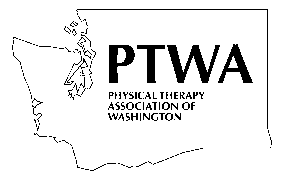 PTWA
PHYSICAL THERAPY
ASSOCIATION OF
WASHINGTON